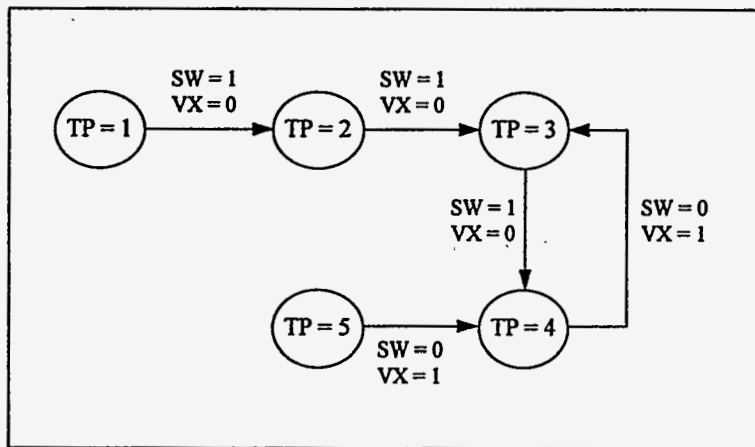 SW = 1
VX = 0
SW = 1
VX = 0
TP = 1
TP = 2
TP = 3
SW = 1
VX = 0
SW = 0
VX = 1
TP = 5
TP = 4
SW = 0
VX = 1